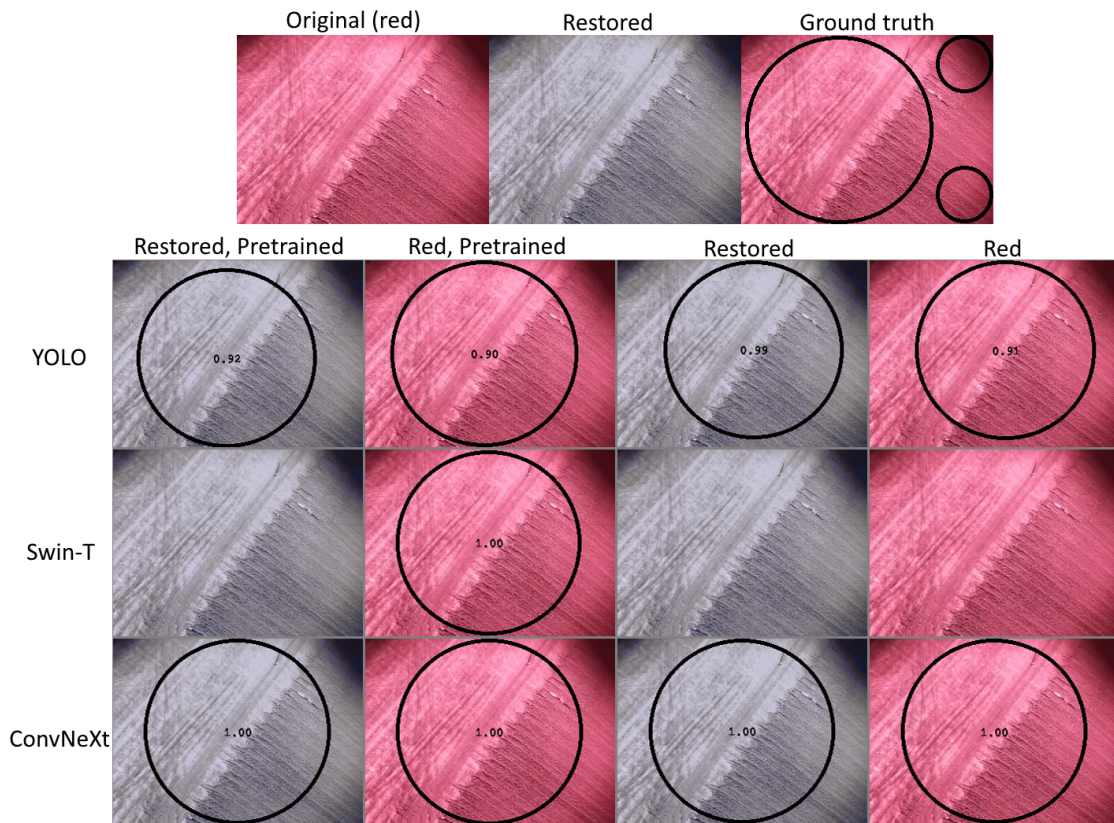 Original (red) Restored Ground truth
Restored, Pretrained Red, Pretrained Restored Red
YOLO 0.92 0.90 0.99 0.91
Swin-T 1.00
ConvNeXt 1.00 1.00 1.00 1.00